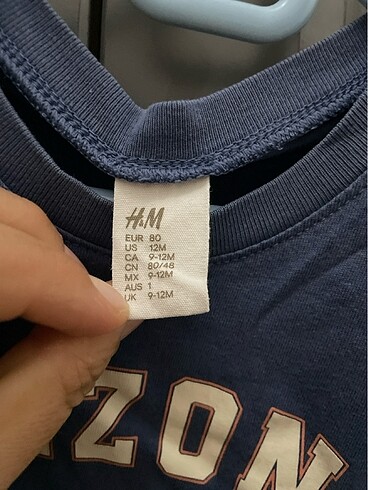 H&M
EUR 80
US 12M
CA 9-12M
CN 80/48
MX 9-12M
AUS 1
UK 9-12M
ZON